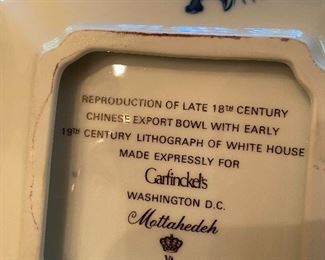 REPRODUCTION OF LATE 18TH CENTURY
CHINESE EXPORT BOWL WITH EARLY
19TH CENTURY LITHOGRAPH OF WHITE HOUSE
MADE EXPRESSLY FOR
Garfinckel's
WASHINGTON D.C.
Mottahedeh